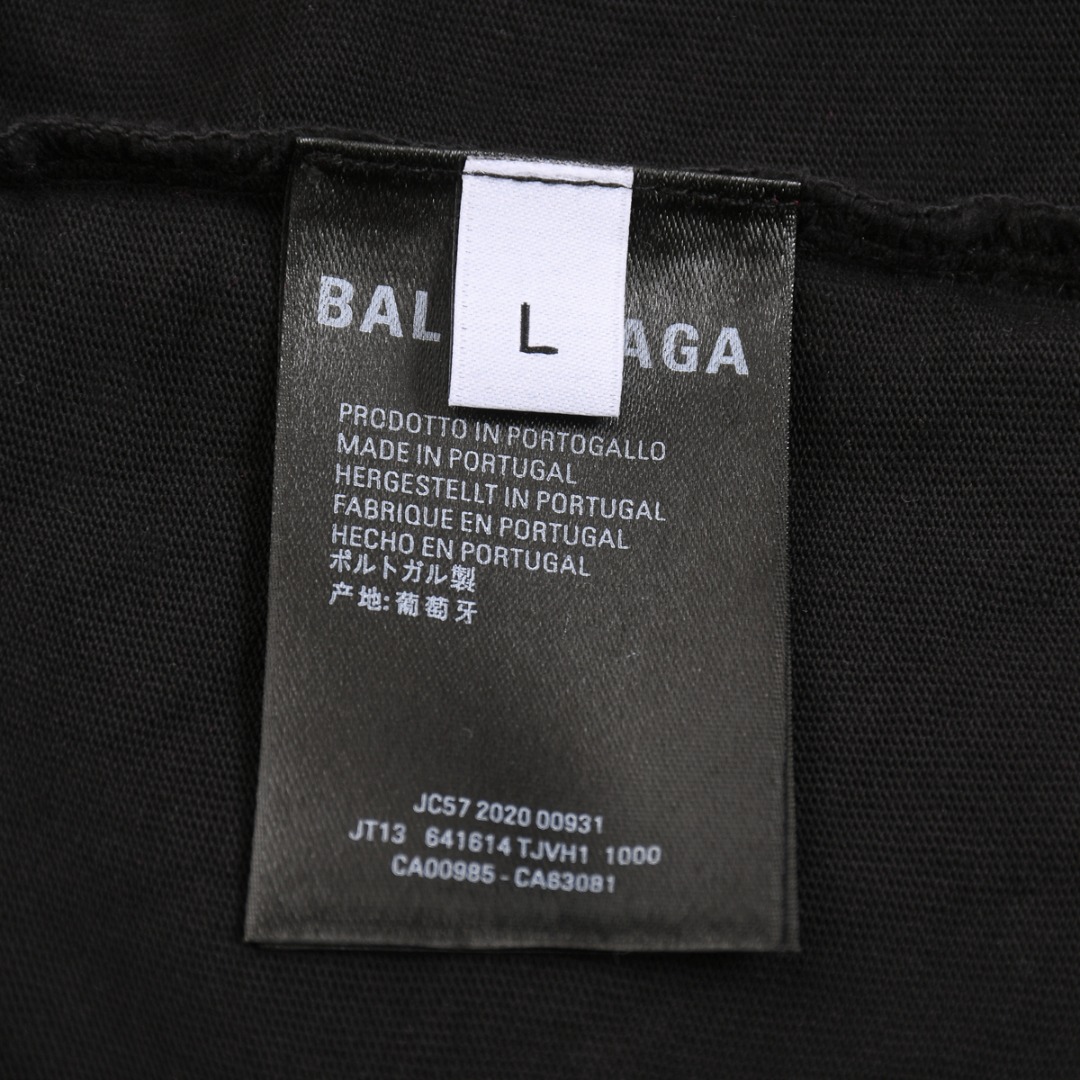 BAL AGA
L
PRODOTTO IN PORTOGALLO
MADE IN PORTUGAL
HERGESTELLT IN PORTUGAL
FABRIQUE EN PORTUGAL
HECHO EN PORTUGAL
ポルトガル製
产地:葡萄牙
JC57 2020 00931
JT13 641614 TJVH1 1000
CA00985 - CA63081